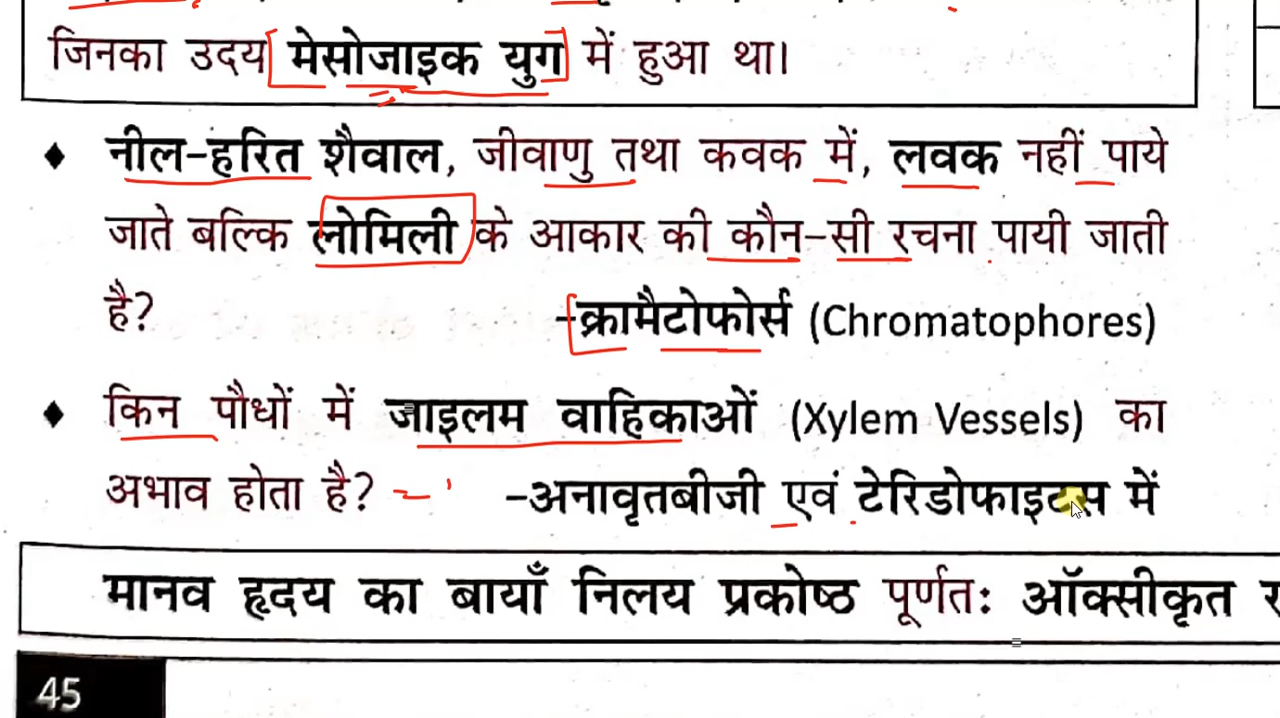 जिनका उदय मेसोजाइक युग में हुआ था।
नील-हरित शैवाल, जीवाणु तथा कवक में, लवक नहीं पाये
जाते बल्कि लोमिली के आकार की कौन-सी रचना पायी जाती
है? -क्रामैटोफोर्स (Chromatophores)
किन पौधों में जाइलम वाहिकाओं (Xylem Vessels) का
अभाव होता है? -अनावृतबीजी एवं टेरिडोफाइटस में
मानव हृदय का बायाँ निलय प्रकोष्ठ पूर्णतः ऑक्सीकृत
45